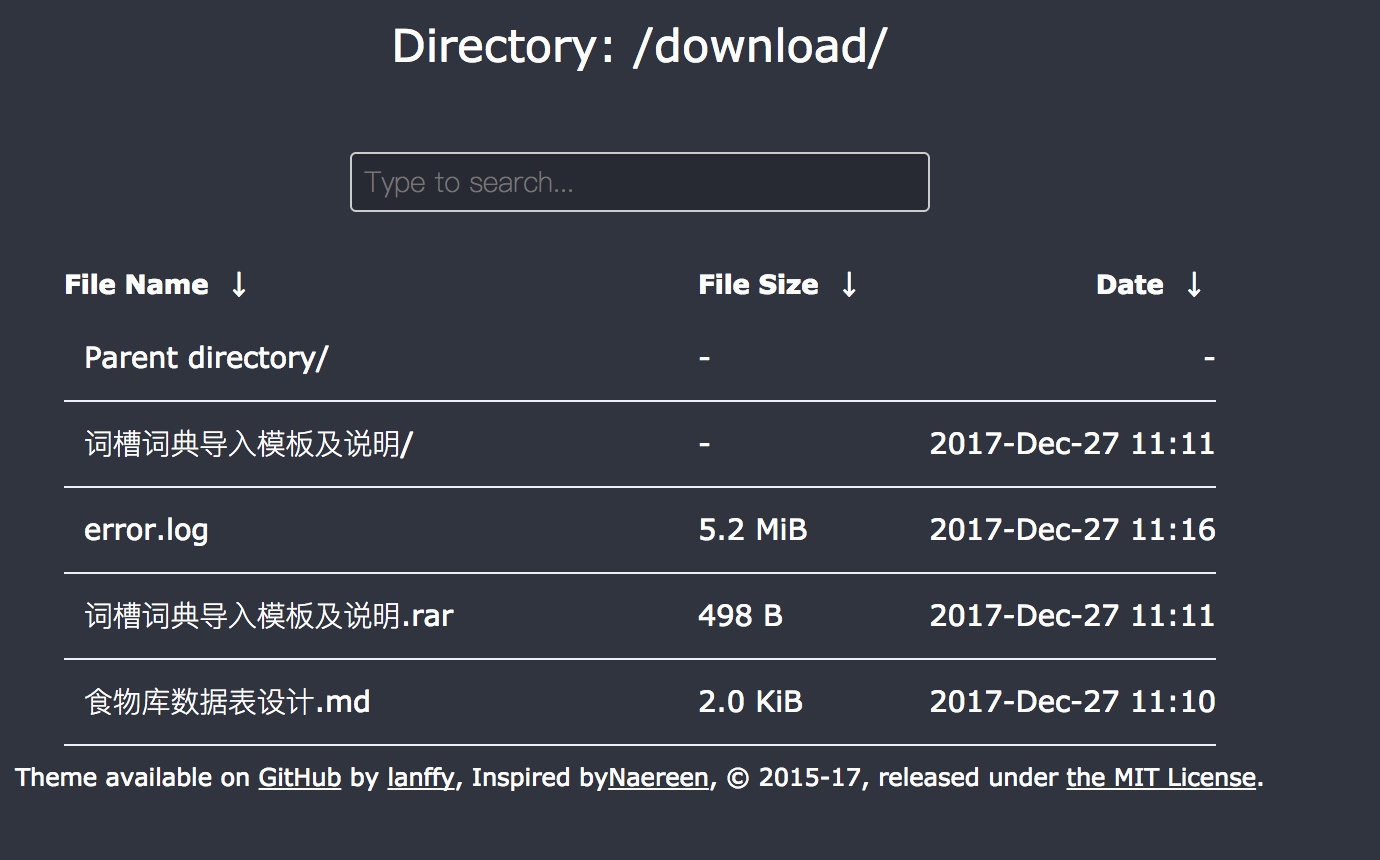 Directory: /download/
Type to search...
File Name ↓ File Size ↓ Date ↓
Parent directory/ - -
词槽词典导入模板及说明/ - 2017-Dec-27 11:11
error.log 5.2 MiB 2017-Dec-27 11:16
词槽词典导入模板及说明.rar 498 B 2017-Dec-27 11:11
食物库数据表设计.md 2.0 KiB 2017-Dec-27 11:10
Theme available on GitHub by lanffy, Inspired byNaereen, © 2015-17, released under the MIT License.